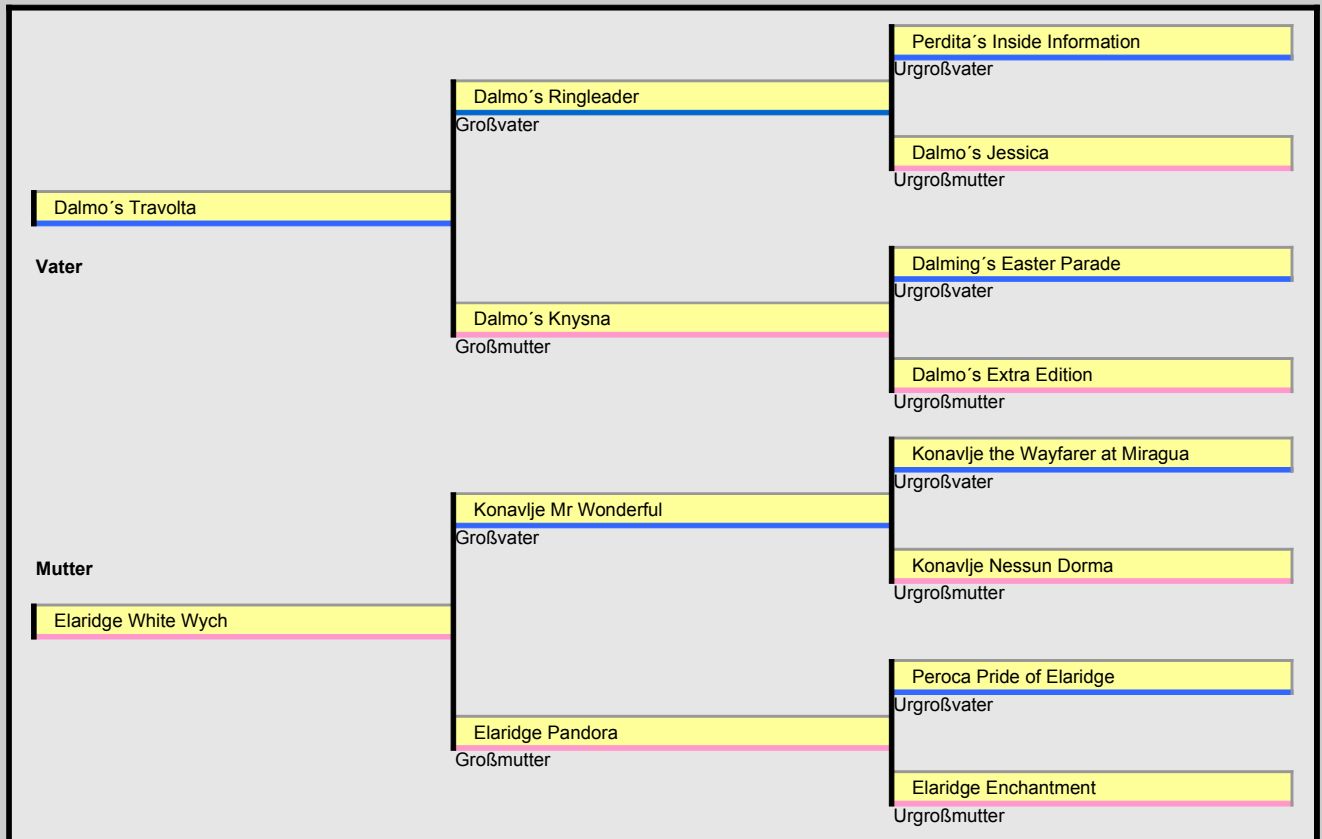 Perdita´s Inside Information
Urgroßvater
Dalmo´s Ringleader
Großvater
Dalmo´s Jessica
Urgroßmutter
Dalmo´s Travolta
Vater
Dalming´s Easter Parade
Urgroßvater
Dalmo´s Knysna
Großmutter
Dalmo´s Extra Edition
Urgroßmutter
Konavlje the Wayfarer at Miragua
Urgroßvater
Konavlje Mr Wonderful
Großvater
Konavlje Nessun Dorma
Urgroßmutter
Mutter
Elaridge White Wych
Peroca Pride of Elaridge
Urgroßvater
Elaridge Pandora
Großmutter
Elaridge Enchantment
Urgroßmutter